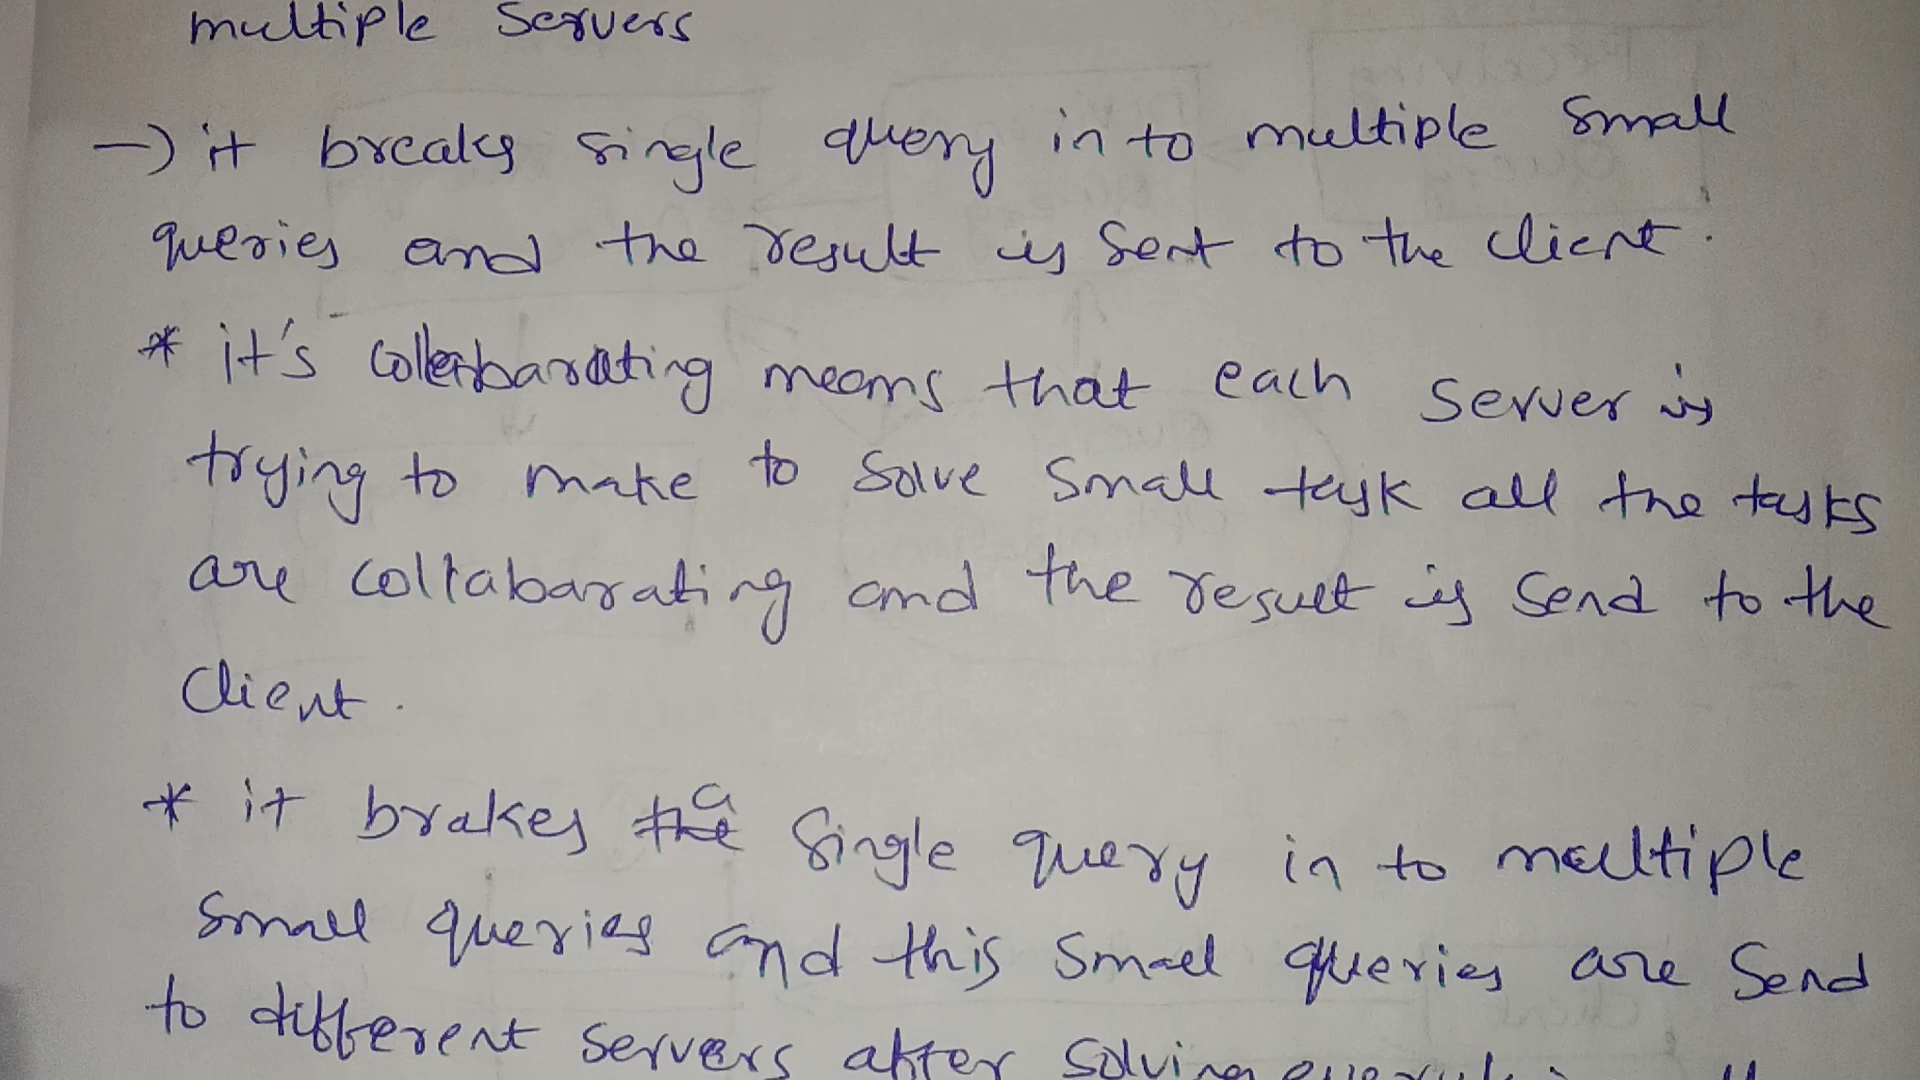 multiple Servers
→ it breaks single query in to multiple small
queries and the result is sent to the client.
* it's collabarating means that each server is
trying to make to solve small task all the tasks
are collabarating and the result is send to the
client.
* it brakes a single query in to multiple
small queries and this small queries are send
to different servers after solving